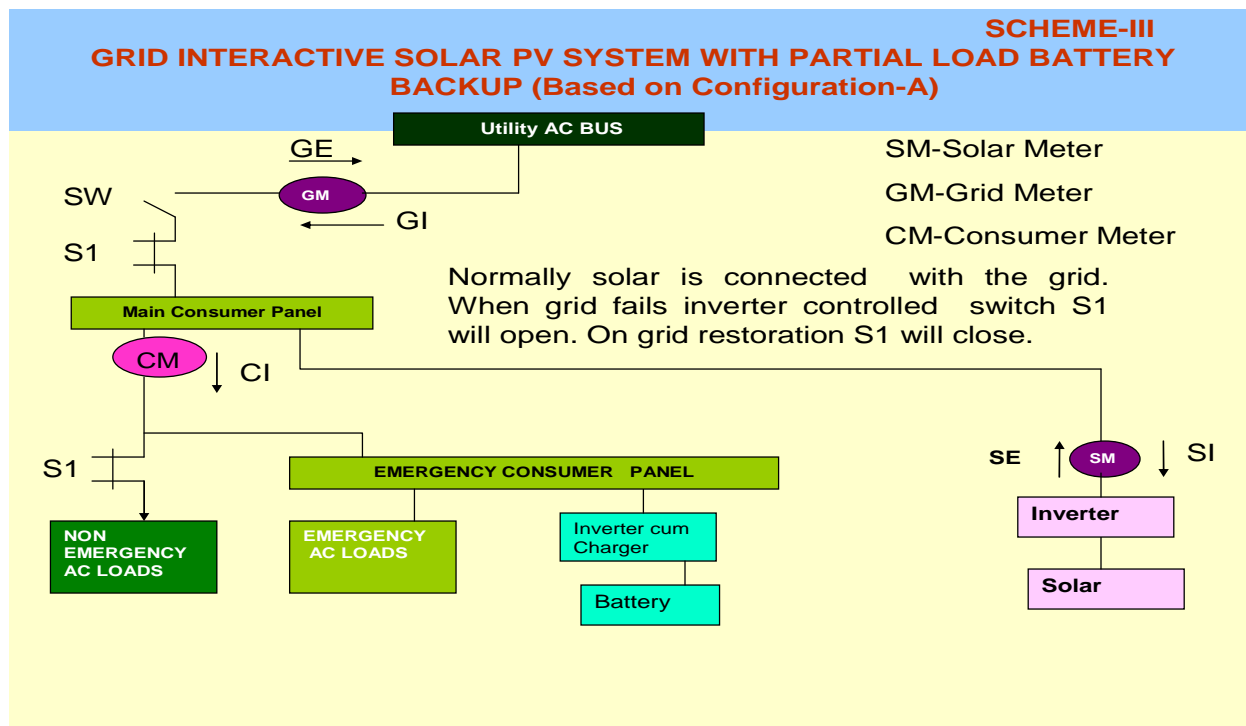 SCHEME-III
GRID INTERACTIVE SOLAR PV SYSTEM WITH PARTIAL LOAD BATTERY
BACKUP (Based on Configuration-A)
Utility AC BUS
GE
SM-Solar Meter
SW
GM
GM-Grid Meter
GI
CM-Consumer Meter
S1
Normally solar is connected with the grid.
When grid fails inverter controlled switch S1
will open. On grid restoration S1 will close.
Main Consumer Panel
CM
CI
S1
EMERGENCY CONSUMER PANEL
SE
SM
SI
NON
EMERGENCY
AC LOADS
EMERGENCY
AC LOADS
Inverter cum
Charger
Battery
Inverter
Solar